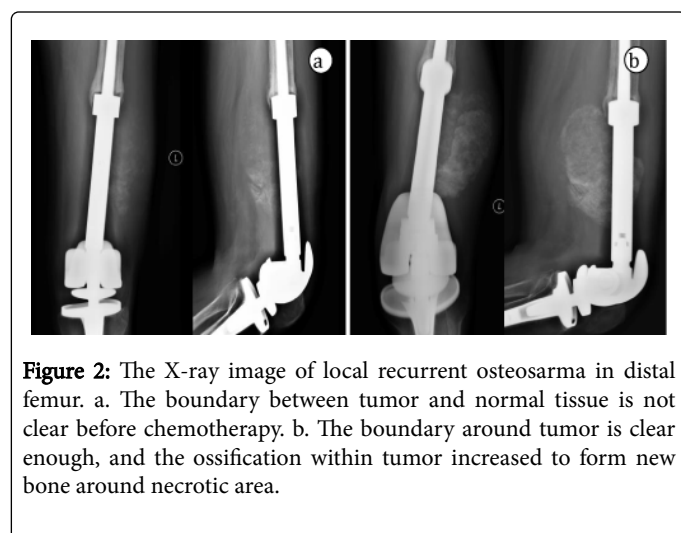 a
b
L
L
Figure 2: The X-ray image of local recurrent osteosarma in distal
femur. a. The boundary between tumor and normal tissue is not
clear before chemotherapy. b. The boundary around tumor is clear
enough, and the ossification within tumor increased to form new
bone around necrotic area.